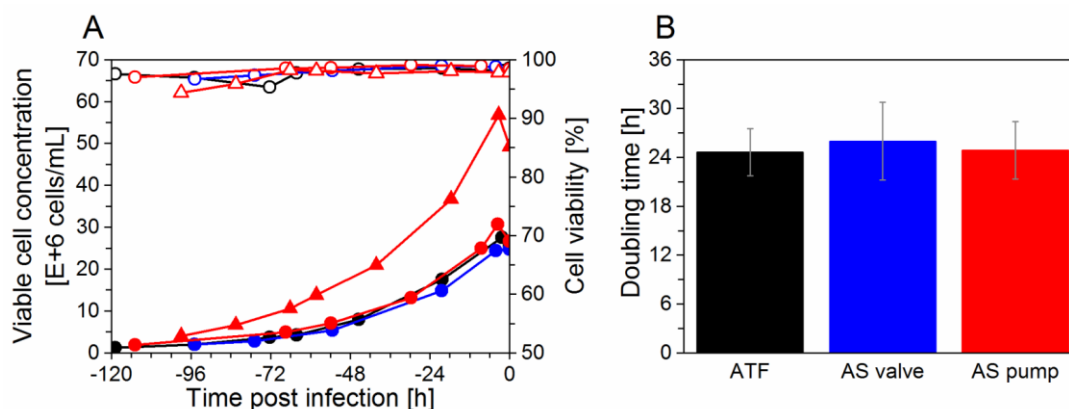 A
Viable cell concentration
[E+6 cells/mL]
70
60
50
40
30
20
10
0
100
90
80
70
60
50
Cell viability [%]
-120 -96 -72 -48 -24 0
Time post infection [h]
B
Doubling time [h]
36
30
24
18
12
6
0
ATF AS valve AS pump